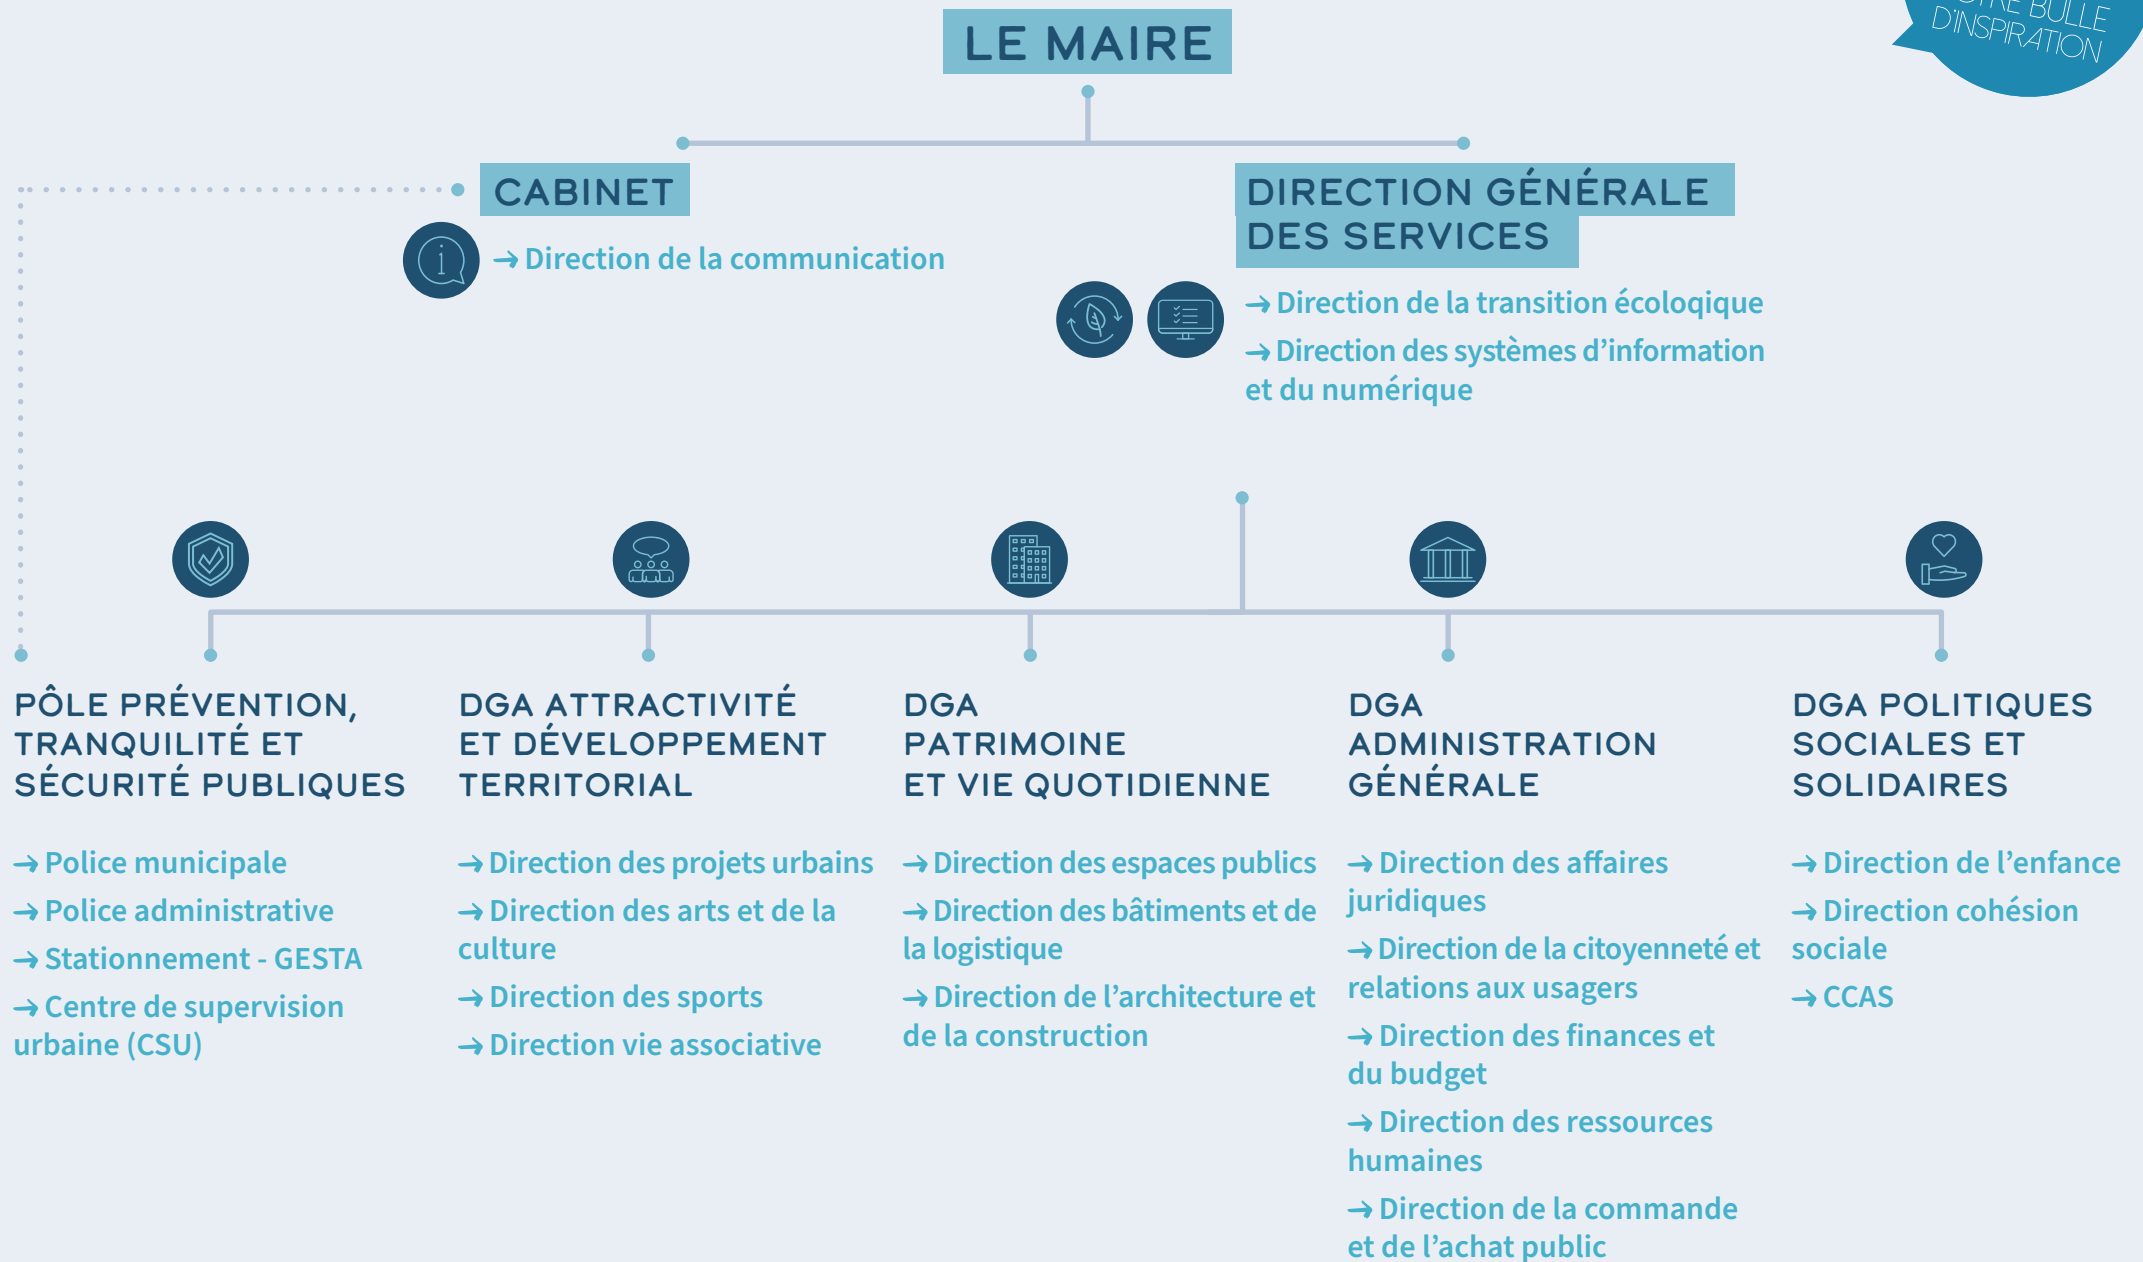 BULLE
D'INSPIRATION
LE MAIRE
CABINET
→ Direction de la communication
DIRECTION GÉNÉRALE
DES SERVICES
→ Direction de la transition écoloqique
→ Direction des systèmes d'information
et du numérique
PÔLE PRÉVENTION,
TRANQUILITÉ ET
SÉCURITÉ PUBLIQUES
→ Police municipale
→ Police administrative
→ Stationnement - GESTA
→ Centre de supervision
urbaine (CSU)
DGA ATTRACTIVITÉ
ET DÉVELOPPEMENT
TERRITORIAL
→ Direction des projets urbains
→ Direction des arts et de la
culture
→ Direction des sports
→ Direction vie associative
DGA
PATRIMOINE
ET VIE QUOTIDIENNE
→ Direction des espaces publics
→ Direction des bâtiments et de
la logistique
→ Direction de l'architecture et
de la construction
DGA
ADMINISTRATION
GÉNÉRALE
→ Direction des affaires
juridiques
→ Direction de la citoyenneté et
relations aux usagers
→ Direction des finances et
du budget
→ Direction des ressources
humaines
→ Direction de la commande
et de l'achat public
DGA POLITIQUES
SOCIALES ET
SOLIDAIRES
→ Direction de l'enfance
→ Direction cohésion
sociale
→ CCAS